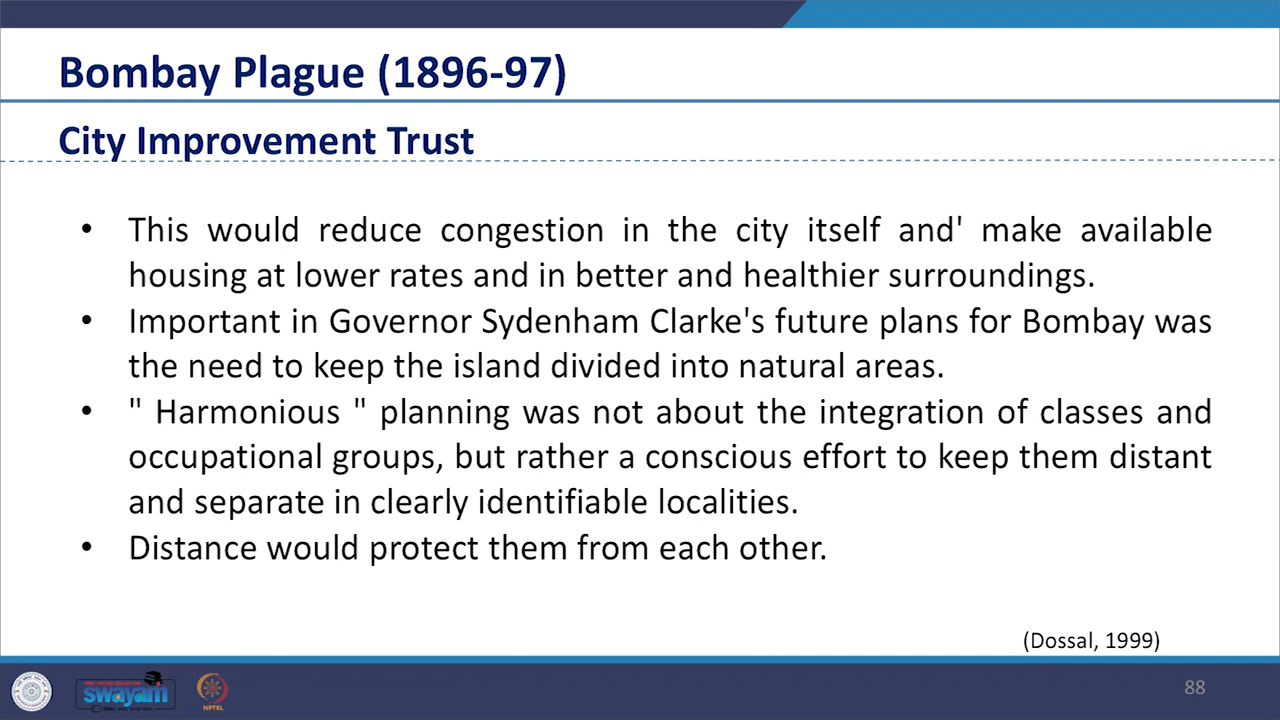 Bombay Plague (1896-97)
City Improvement Trust
• This would reduce congestion in the city itself and' make available
housing at lower rates and in better and healthier surroundings.
• Important in Governor Sydenham Clarke's future plans for Bombay was
the need to keep the island divided into natural areas.
• " Harmonious " planning was not about the integration of classes and
occupational groups, but rather a conscious effort to keep them distant
and separate in clearly identifiable localities.
• Distance would protect them from each other.
(Dossal, 1999)
swayam
NPTEL
88